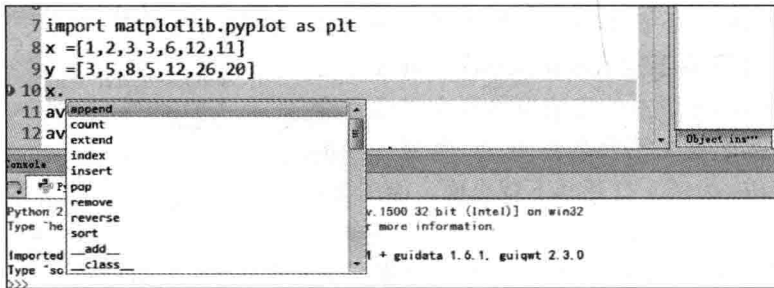 7 import matplotlib.pyplot as plt
8 x =[1,2,3,3,6,12,11]
9 y =[3,5,8,5,12,26,20]
10 x.
11 av
12 av
append
count
extend
index
insert
pop
remove
reverse
sort
__add__
__class__
Object ins…
onsole
Py
Python 2
v.1500 32 bit (Intel)] on win32
Type "he
r more information.
Imported
+ guidata 1.6.1, guiqwt 2.3.0
Type "so
>>>